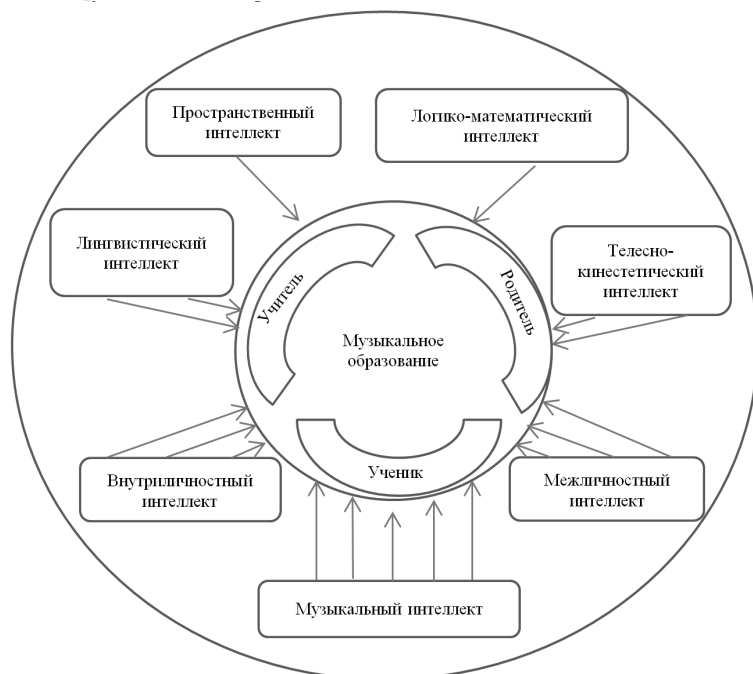 Пространственный
интеллект
Логико-математический
интеллект
Лингвистический
интеллект
Телесно-
кинестетический
интеллект
Учитель
Родитель
Музыкальное
образование
Ученик
Внутриличностный
интеллект
Межличностный
интеллект
Музыкальный интеллект